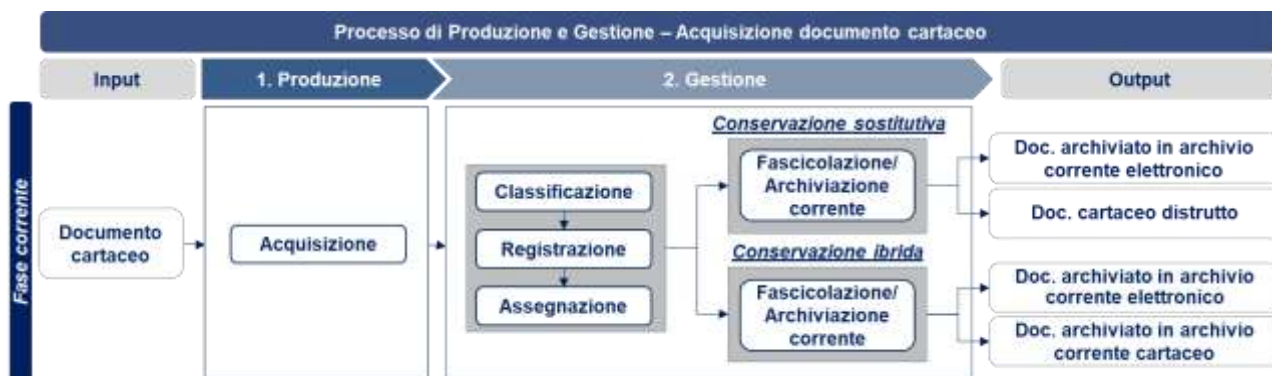 Processo di Produzione e Gestione – Acquisizione documento cartaceo
Input
1. Produzione
2. Gestione
Output
Fase corrente
Documento
cartaceo
Acquisizione
Classificazione
Registrazione
Assegnazione
Conservazione sostitutiva
Fascicolazione/
Archiviazione
corrente
Conservazione ibrida
Fascicolazione/
Archiviazione
corrente
Doc. archiviato in archivio
corrente elettronico
Doc. cartaceo distrutto
Doc. archiviato in archivio
corrente elettronico
Doc. archiviato in archivio
corrente cartaceo